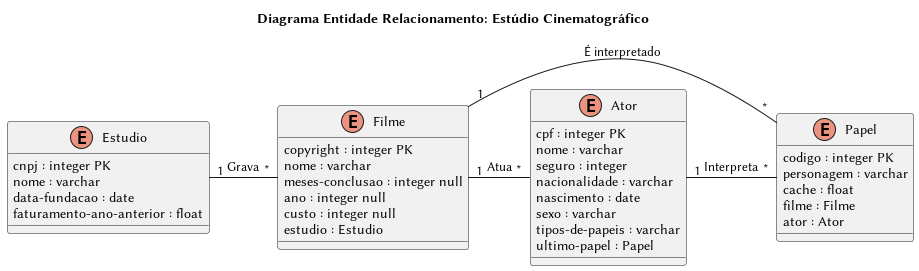 Diagrama Entidade Relacionamento: Estúdio Cinematográfico
É interpretado
1
*
E Estudio
cnpj : integer PK
nome : varchar
data-fundacao : date
faturamento-ano-anterior : float
1 Grava *
E Filme
copyright : integer PK
nome : varchar
meses-conclusao : integer null
ano : integer null
custo : integer null
estudio : Estudio
1 Atua *
E Ator
cpf : integer PK
nome : varchar
seguro : integer
nacionalidade : varchar
nascimento : date
sexo : varchar
tipos-de-papeis : varchar
ultimo-papel : Papel
1 Interpreta *
E Papel
codigo : integer PK
personagem : varchar
cache : float
filme : Filme
ator : Ator